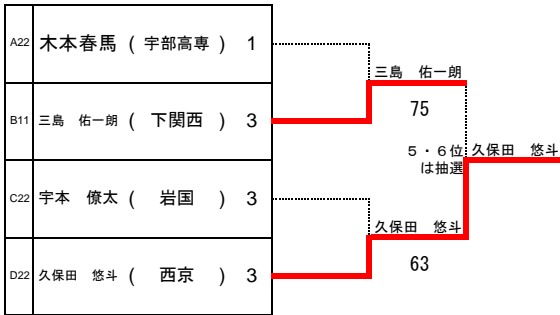 A22 木本春馬 ( 宇部高専 ) 1
三島 佑一朗
B11 三島 佑一朗 ( 下関西 ) 3
75
5・6位
は抽選
久保田 悠斗
C22 宇本 僚太 ( 岩国 ) 3
久保田 悠斗
D22 久保田 悠斗 ( 西京 ) 3
63